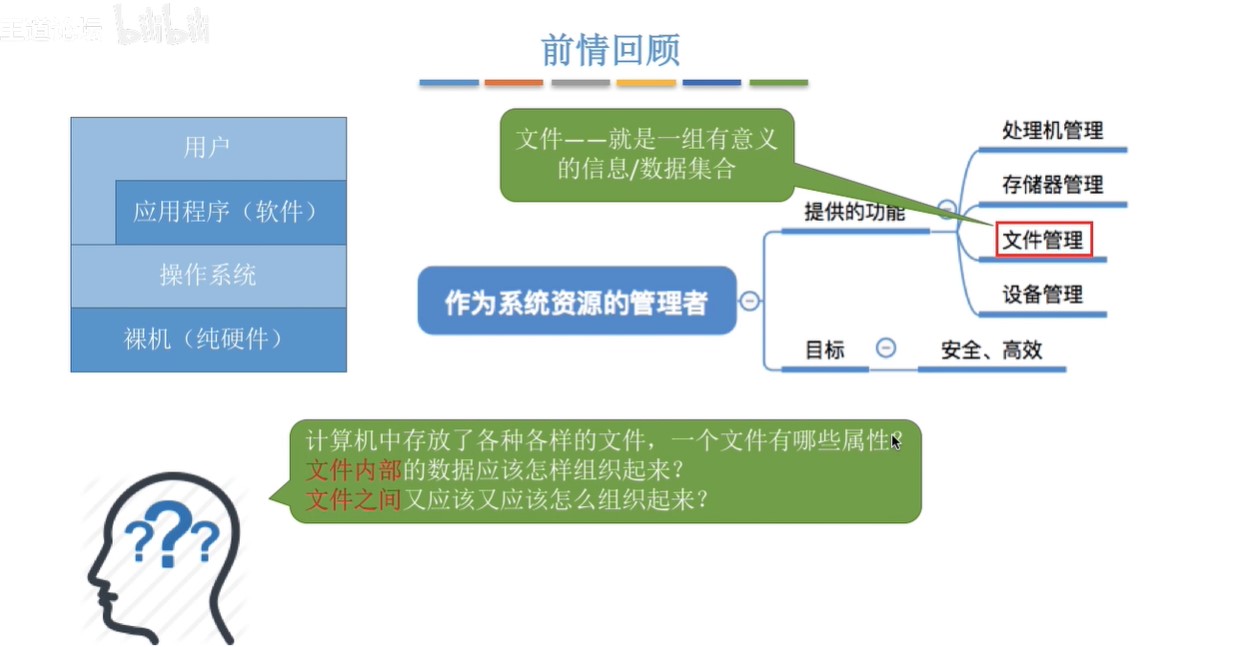 王道论坛 bilibili
前情回顾
用户
应用程序（软件）
操作系统
裸机（纯硬件）
文件——就是一组有意义
的信息/数据集合
作为系统资源的管理者
提供的功能
处理机管理
存储器管理
文件管理
设备管理
目标
安全、高效
计算机中存放了各种各样的文件，一个文件有哪些属性？
文件内部的数据应该怎样组织起来？
文件之间又应该又应该怎么组织起来？
???